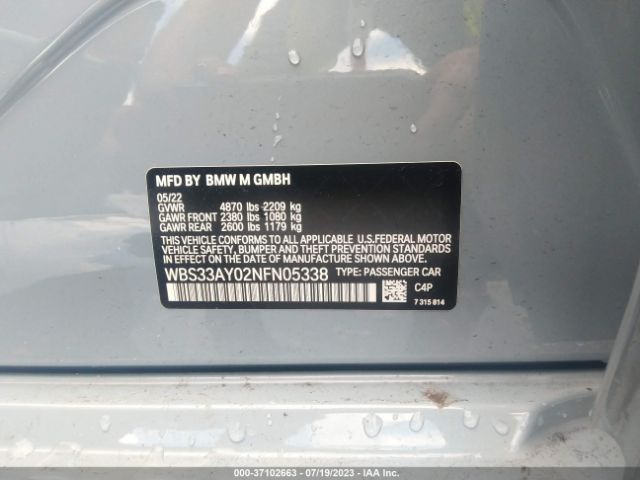 MFD BY BMW M GMBH
05/22
GVWR 4870 lbs 2209 kg
GAWR FRONT 2380 lbs 1080 kg
GAWR REAR 2600 lbs 1179 kg
THIS VEHICLE CONFORMS TO ALL APPLICABLE U.S.FEDERAL MOTOR
VEHICLE SAFETY, BUMPER AND THEFT PREVENTION STANDARDS IN
EFFECT ON THE DATE OF MANUFACTURE SHOWN ABOVE.
WBS33AY02NFN05338 TYPE: PASSENGER CAR
C4P
7 315 814
000-37102663 - 07/19/2023 - IAA Inc.